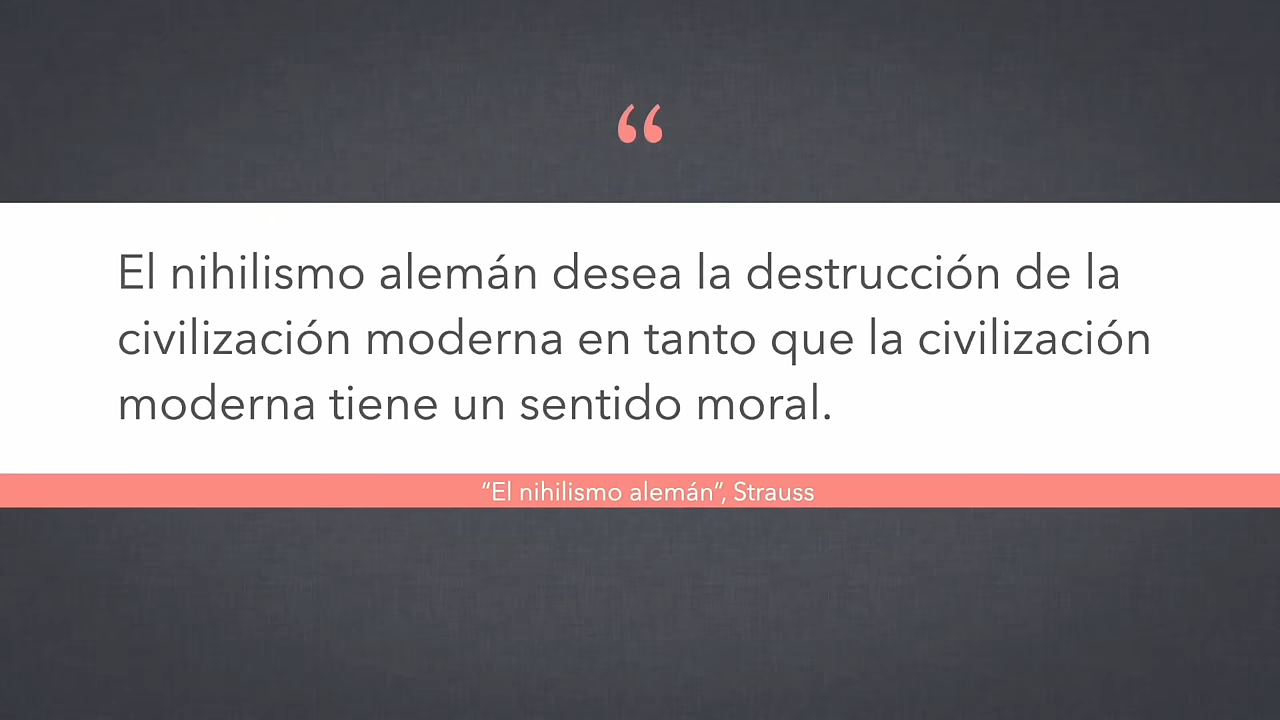 “
El nihilismo alemán desea la destrucción de la
civilización moderna en tanto que la civilización
moderna tiene un sentido moral.
“El nihilismo alemán”, Strauss